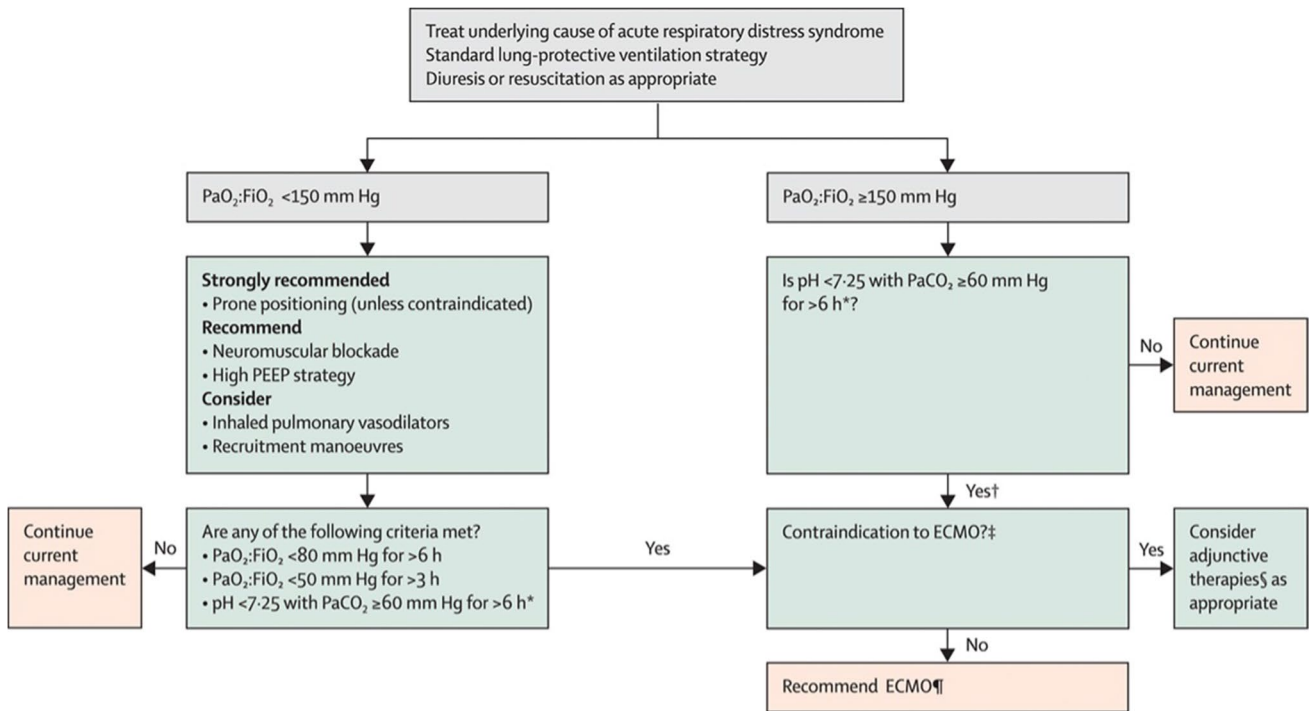 Treat underlying cause of acute respiratory distress syndrome
Standard lung-protective ventilation strategy
Diuresis or resuscitation as appropriate
PaO₂:FiO₂ <150 mm Hg
PaO₂:FiO₂ ≥150 mm Hg
Strongly recommended
• Prone positioning (unless contraindicated)
Recommend
• Neuromuscular blockade
• High PEEP strategy
Consider
• Inhaled pulmonary vasodilators
• Recruitment manoeuvres
Is pH <7·25 with PaCO₂ ≥60 mm Hg
for >6 h*?
No
Continue
current
management
Yes†
Continue
current
management
No
Are any of the following criteria met?
• PaO₂:FiO₂ <80 mm Hg for >6 h
• PaO₂:FiO₂ <50 mm Hg for >3 h
• pH <7·25 with PaCO₂ ≥60 mm Hg for >6 h*
Yes
Contraindication to ECMO?‡
Yes
Consider
adjunctive
therapies§ as
appropriate
No
Recommend ECMO¶